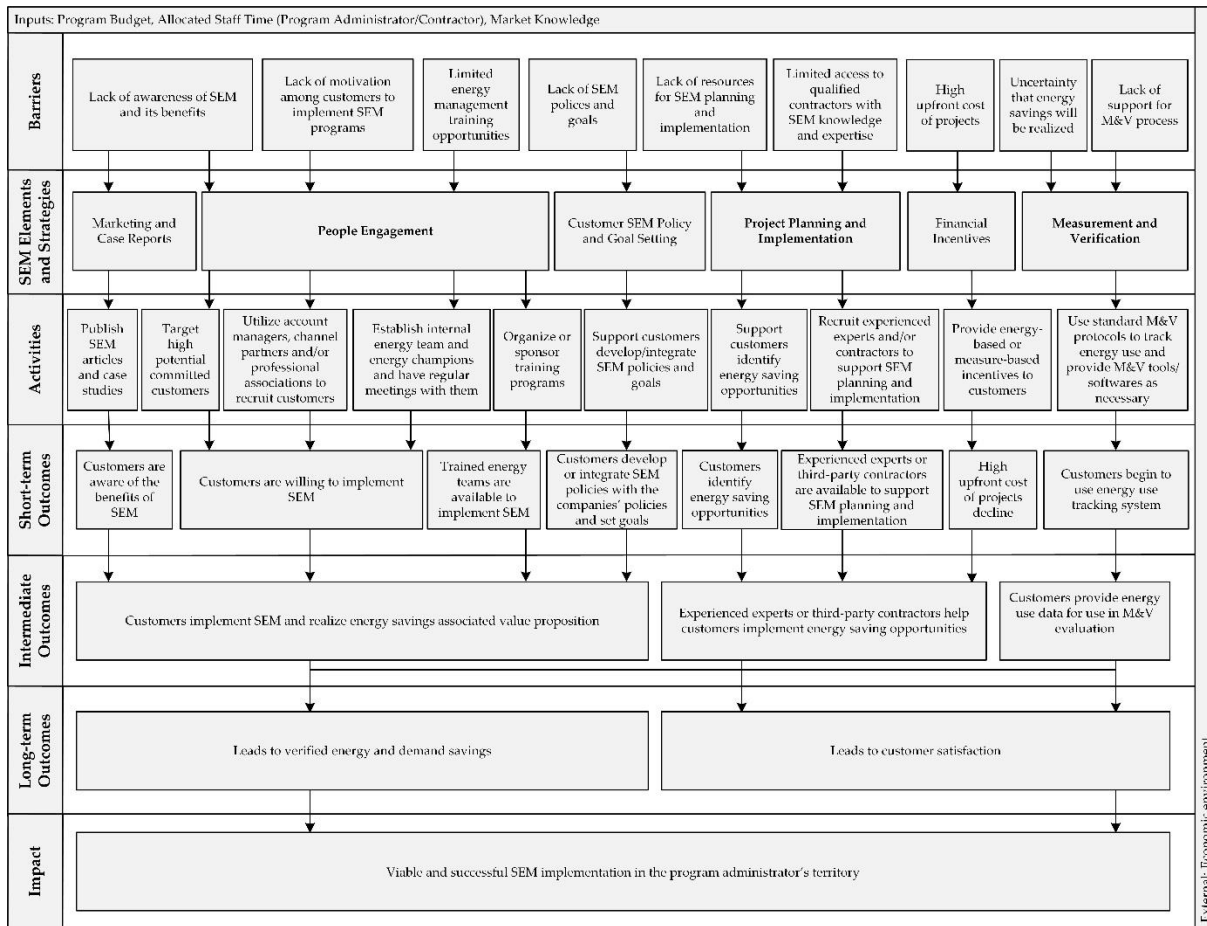 Inputs: Program Budget, Allocated Staff Time (Program Administrator/Contractor), Market Knowledge
Barriers
Lack of awareness of SEM
and its benefits
Lack of motivation
among customers to
implement SEM
programs
Limited
energy
management
training
opportunities
Lack of SEM
polices and
goals
Lack of resources
for SEM planning
and
implementation
Limited access to
qualified
contractors with
SEM knowledge
and expertise
High
upfront cost
of projects
Uncertainty
that energy
savings will
be realized
Lack of
support for
M&V process
SEM Elements
and Strategies
Marketing and
Case Reports
People Engagement
Customer SEM Policy
and Goal Setting
Project Planning and
Implementation
Financial
Incentives
Measurement and
Verification
Activities
Publish
SEM
articles
and case
studies
Target
high
potential
committed
customers
Utilize account
managers, channel
partners and/or
professional
associations to
recruit customers
Establish internal
energy team and
energy champions
and have regular
meetings with them
Organize or
sponsor
training
programs
Support customers
develop/integrate
SEM policies and
goals
Support
customers
identify
energy saving
opportunities
Recruit experienced
experts and/or
contractors to
support SEM
planning and
implementation
Provide energy-
based or
measure-based
incentives to
customers
Use standard M&V
protocols to track
energy use and
provide M&V tools/
softwares as
necessary
Short-term
Outcomes
Customers are
aware of the
benefits of
SEM
Customers are willing to implement
SEM
Trained energy
teams are
available to
implement SEM
Customers develop
or integrate SEM
policies with the
companies' policies
and set goals
Customers
identify
energy saving
opportunities
Experienced experts or
third-party contractors
are available to support
SEM planning and
implementation
High
upfront cost
of projects
decline
Customers begin to
use energy use
tracking system
Intermediate
Outcomes
Customers implement SEM and realize energy savings associated value proposition
Experienced experts or third-party contractors help
customers implement energy saving opportunities
Customers provide energy
use data for use in M&V
evaluation
Long-term
Outcomes
Leads to verified energy and demand savings
Leads to customer satisfaction
Impact
Viable and successful SEM implementation in the program administrator's territory
External: Economic environment